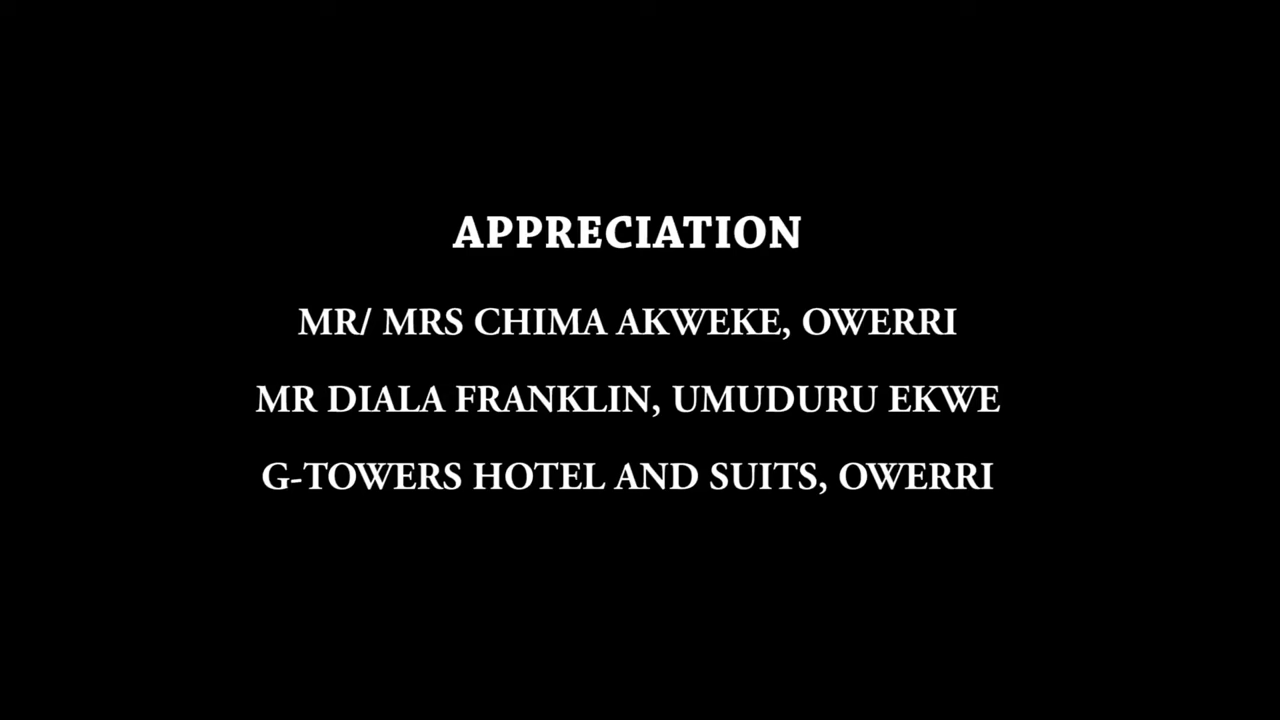 APPRECIATION
MR/ MRS CHIMA AKWEKE, OWERRI
MR DIALA FRANKLIN, UMUDURU EKWE
G-TOWERS HOTEL AND SUITS, OWERRI